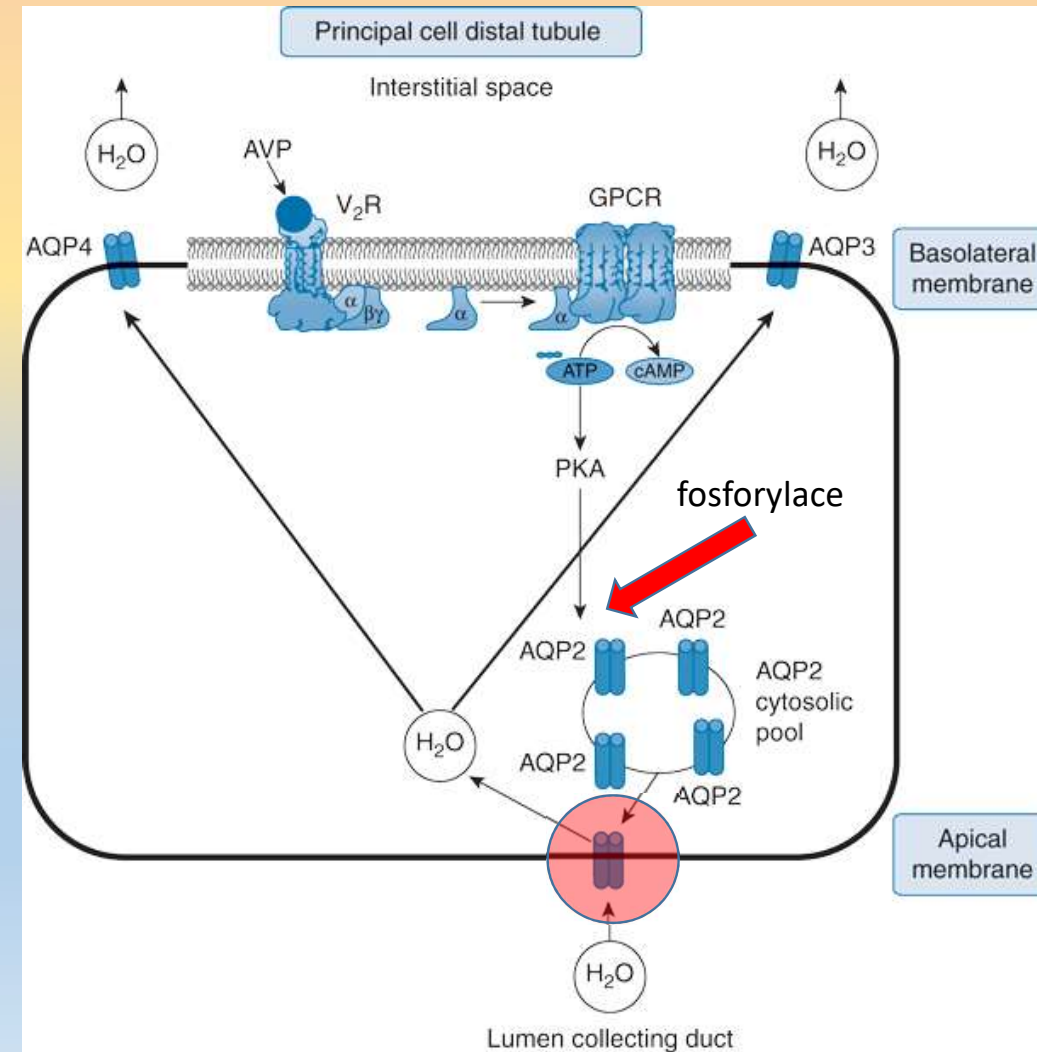 Principal cell distal tubule
Interstitial space
H₂O
H₂O
AVP
V₂R
GPCR
AQP4
AQP3
Basolateral
membrane
α
βγ
α
α
ATP
cAMP
PKA
fosforylace
AQP2
AQP2
AQP2
cytosolic
pool
H₂O
AQP2
AQP2
Apical
membrane
H₂O
Lumen collecting duct